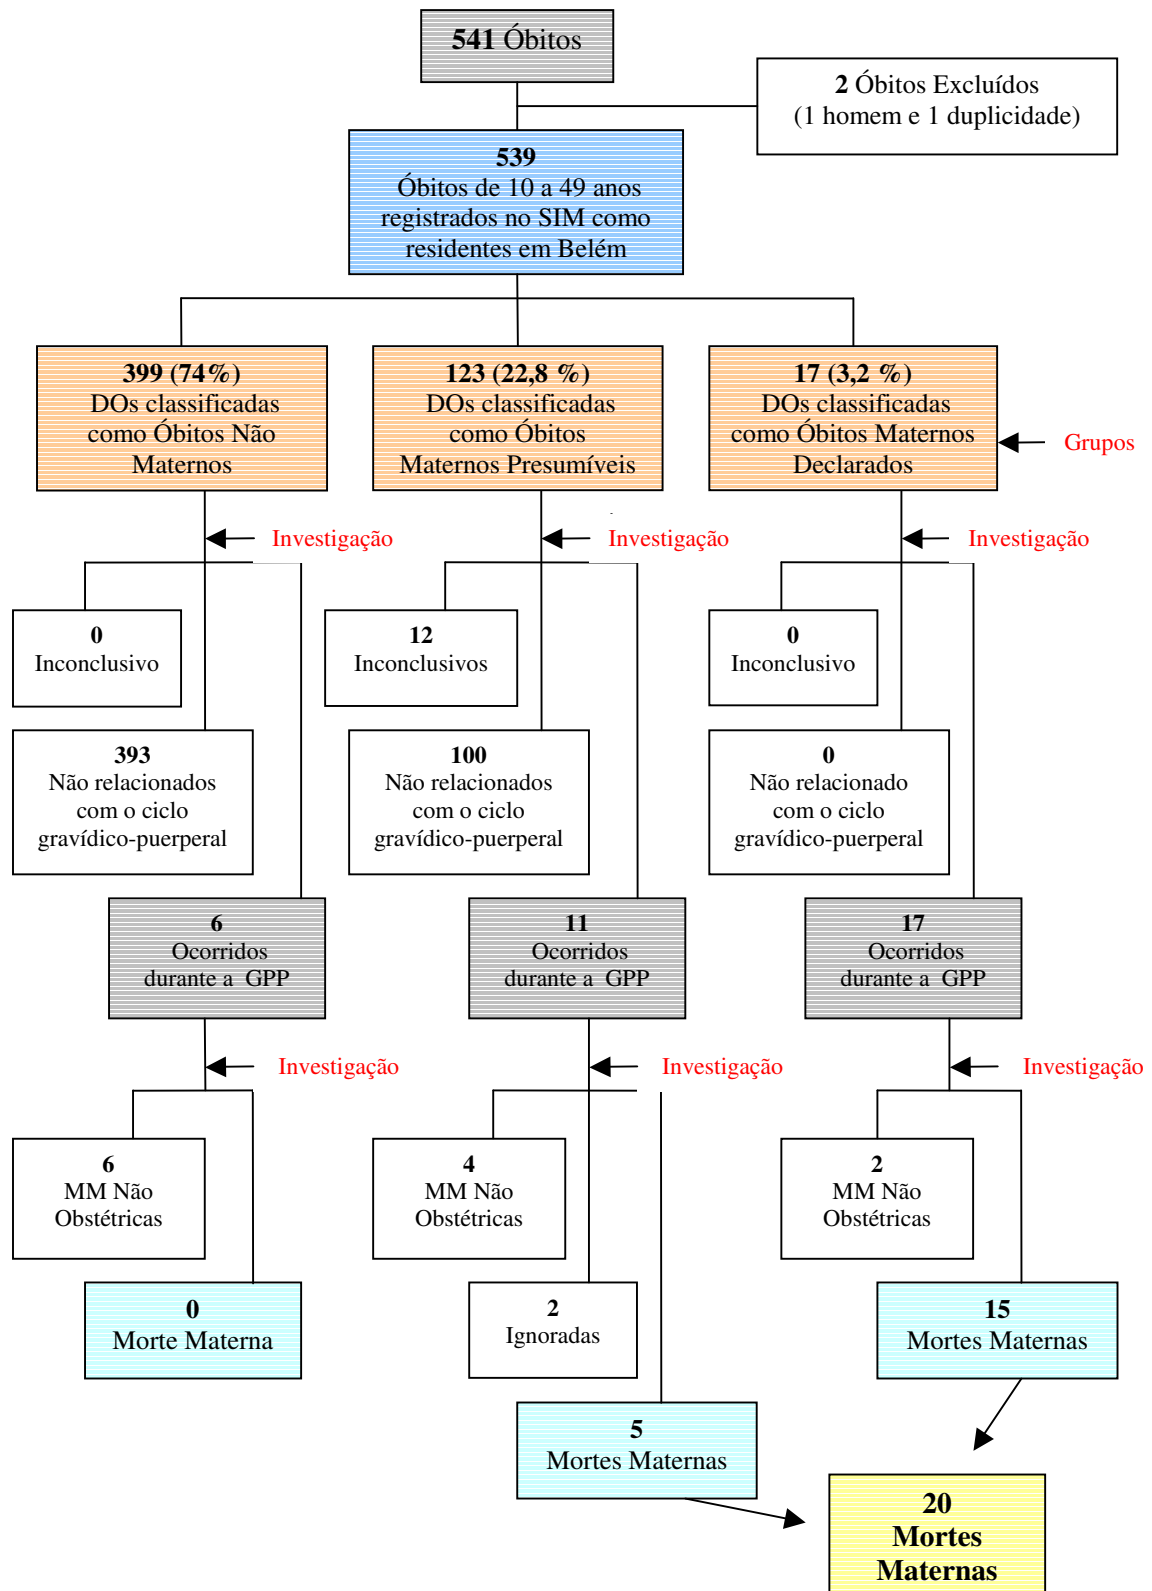 541 Óbitos
2 Óbitos Excluídos
(1 homem e 1 duplicidade)
539
Óbitos de 10 a 49 anos
registrados no SIM como
residentes em Belém
399 (74%)
DOs classificadas
como Óbitos Não
Maternos
123 (22,8 %)
DOs classificadas
como Óbitos
Maternos Presumíveis
17 (3,2 %)
DOs classificadas
como Óbitos Maternos
Declarados
Grupos
Investigação
Investigação
Investigação
0
Inconclusivo
12
Inconclusivos
0
Inconclusivo
393
Não relacionados
com o ciclo
gravídico-puerperal
100
Não relacionados
com o ciclo
gravídico-puerperal
0
Não relacionado
com o ciclo
gravídico-puerperal
6
Ocorridos
durante a GPP
11
Ocorridos
durante a GPP
17
Ocorridos
durante a GPP
Investigação
Investigação
Investigação
6
MM Não
Obstétricas
4
MM Não
Obstétricas
2
MM Não
Obstétricas
0
Morte Materna
2
Ignoradas
15
Mortes Maternas
5
Mortes Maternas
20
Mortes
Maternas